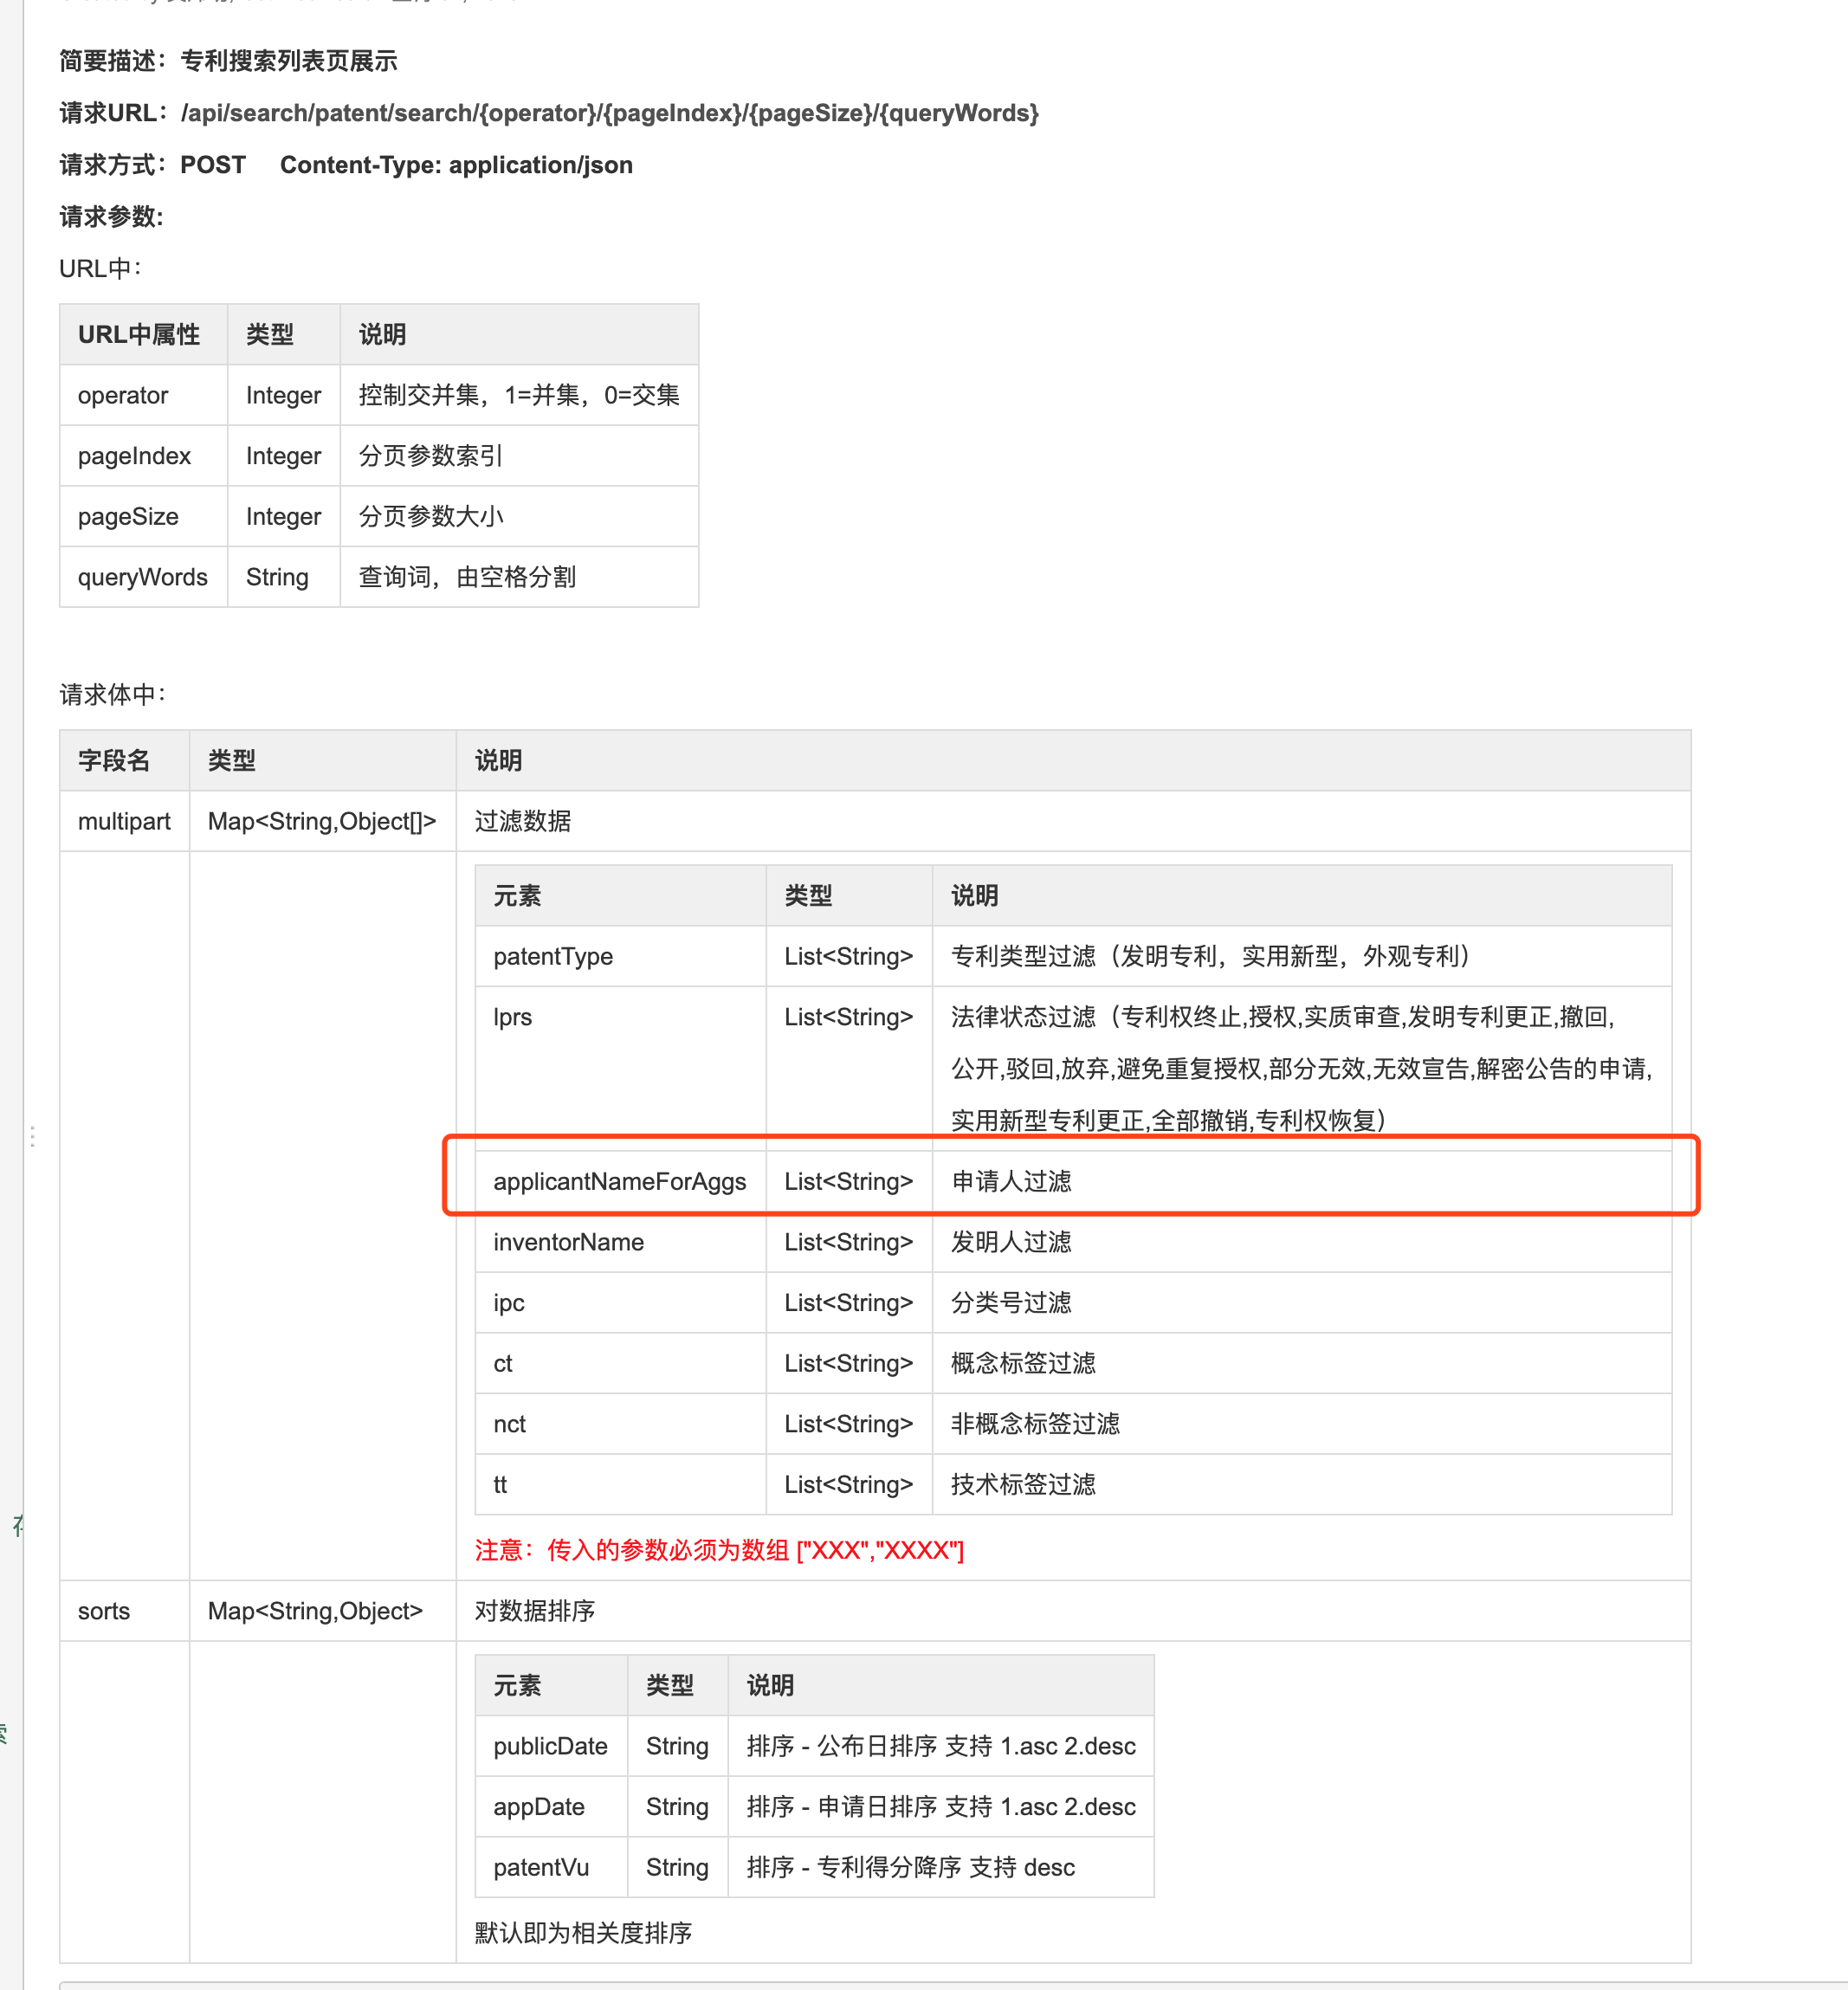 简要描述：专利搜索列表页展示
请求URL：/api/search/patent/search/{operator}/{pageIndex}/{pageSize}/{queryWords}
请求方式：POST Content-Type: application/json
请求参数:
URL中：
URL中属性 类型 说明
operator Integer 控制交并集，1=并集，0=交集
pageIndex Integer 分页参数索引
pageSize Integer 分页参数大小
queryWords String 查询词，由空格分割
请求体中：
字段名 类型 说明
multipart Map<String,Object[]> 过滤数据
元素 类型 说明
patentType List<String> 专利类型过滤（发明专利，实用新型，外观专利）
lprs List<String> 法律状态过滤（专利权终止,授权,实质审查,发明专利更正,撤回,
公开,驳回,放弃,避免重复授权,部分无效,无效宣告,解密公告的申请,
实用新型专利更正,全部撤销,专利权恢复）
applicantNameForAggs List<String> 申请人过滤
inventorName List<String> 发明人过滤
ipc List<String> 分类号过滤
ct List<String> 概念标签过滤
nct List<String> 非概念标签过滤
tt List<String> 技术标签过滤
注意：传入的参数必须为数组 ["XXX","XXXX"]
sorts Map<String,Object> 对数据排序
元素 类型 说明
publicDate String 排序 - 公布日排序 支持 1.asc 2.desc
appDate String 排序 - 申请日排序 支持 1.asc 2.desc
patentVu String 排序 - 专利得分降序 支持 desc
默认即为相关度排序